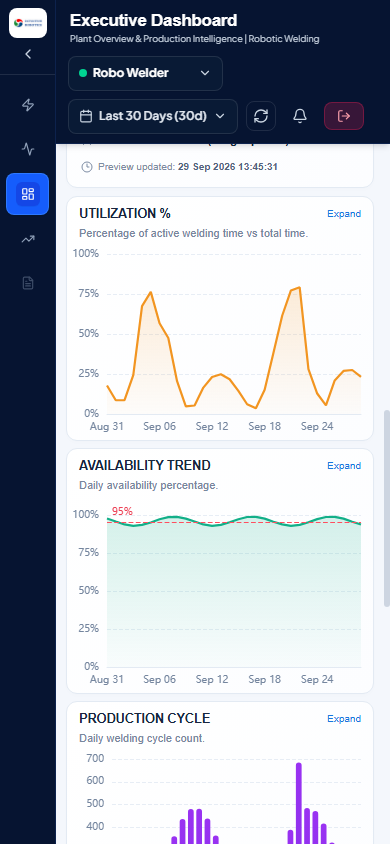 Executive Dashboard
Plant Overview & Production Intelligence | Robotic Welding
Robo Welder
Last 30 Days (30d)
Preview updated: 29 Sep 2026 13:45:31
UTILIZATION %
Expand
Percentage of active welding time vs total time.
100%
75%
50%
25%
0%
Aug 31 Sep 06 Sep 12 Sep 18 Sep 24
AVAILABILITY TREND
Expand
Daily availability percentage.
100%
95%
75%
50%
25%
0%
Aug 31 Sep 06 Sep 12 Sep 18 Sep 24
PRODUCTION CYCLE
Expand
Daily welding cycle count.
700
600
500
400